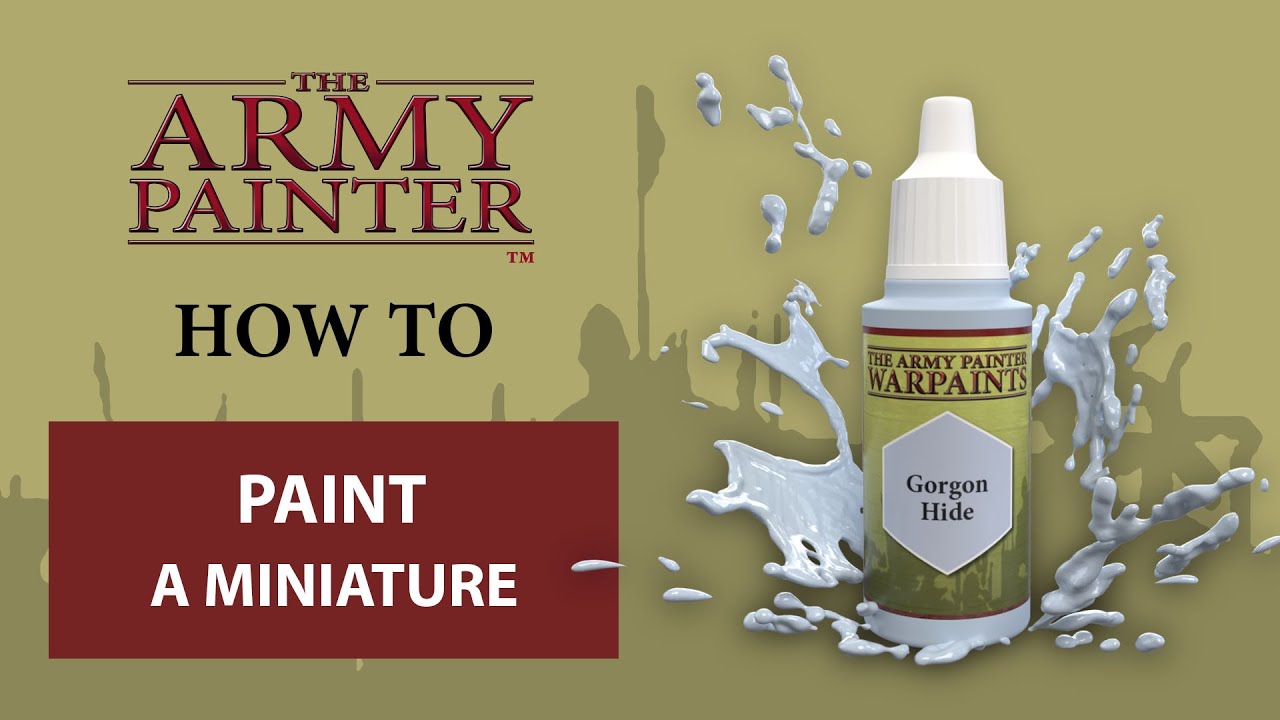 THE
ARMY
PAINTER
TM
HOW TO
PAINT
A MINIATURE
THE ARMY PAINTER
WARPAINTS
Gorgon
Hide